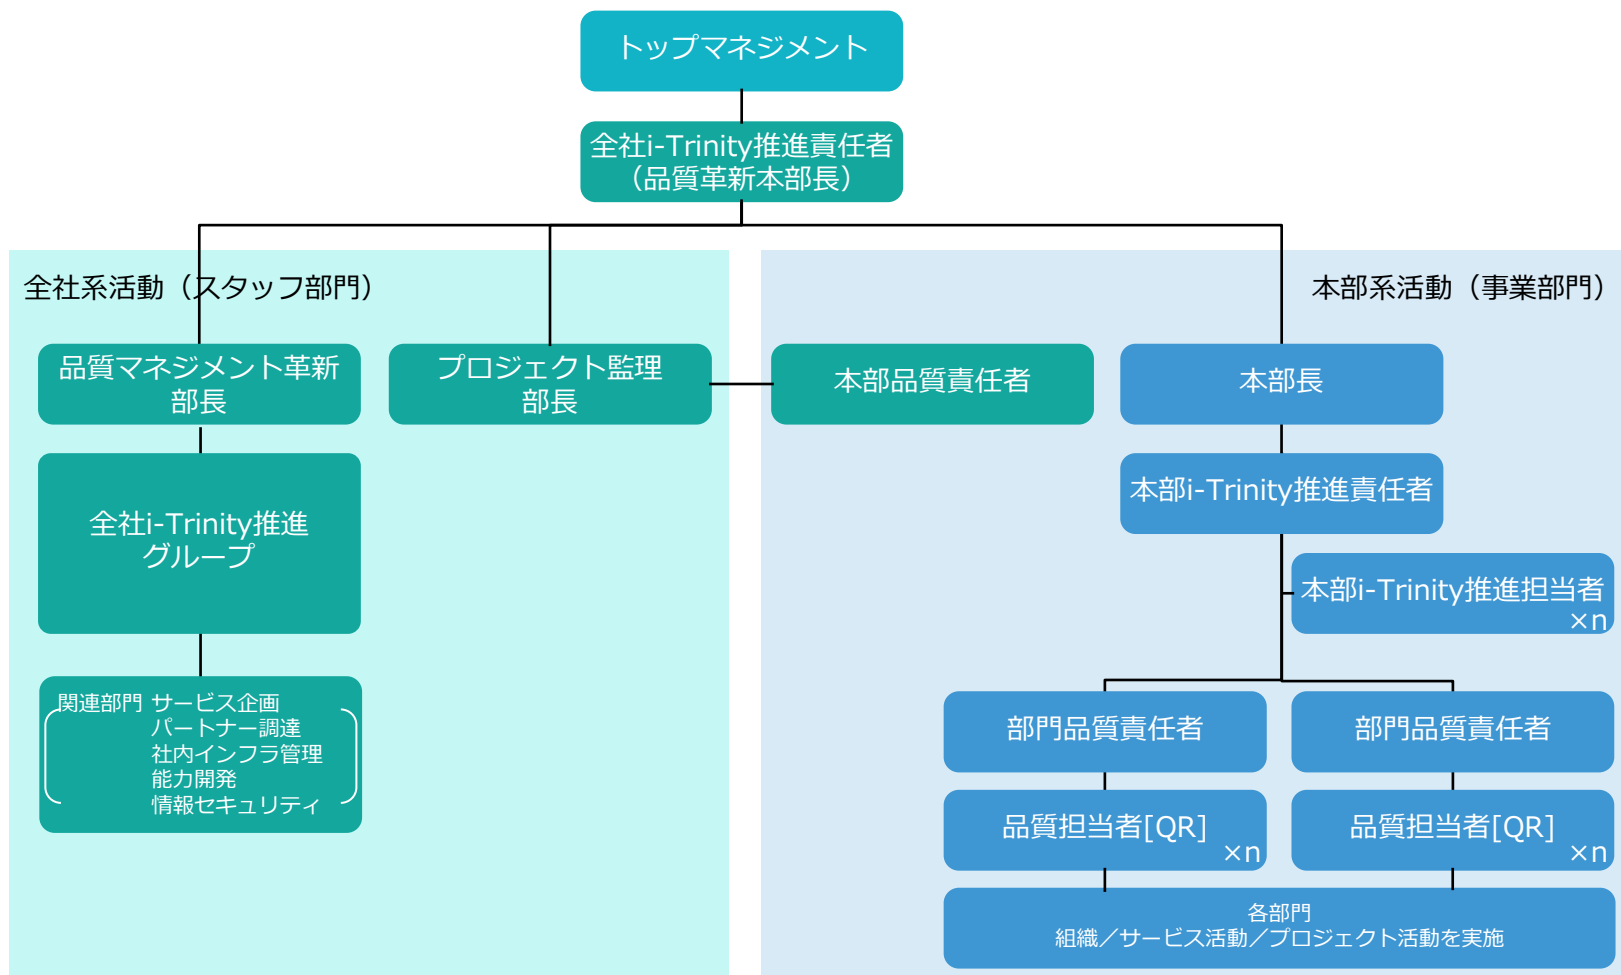 トップマネジメント
全社i-Trinity推進責任者
（品質革新本部長）
全社系活動（スタッフ部門）
本部系活動（事業部門）
品質マネジメント革新
部長
プロジェクト監理
部長
本部品質責任者
本部長
全社i-Trinity推進
グループ
本部i-Trinity推進責任者
本部i-Trinity推進担当者
×n
関連部門 サービス企画
パートナー調達
社内インフラ管理
能力開発
情報セキュリティ
部門品質責任者
部門品質責任者
品質担当者[QR]
×n
品質担当者[QR]
×n
各部門
組織／サービス活動／プロジェクト活動を実施